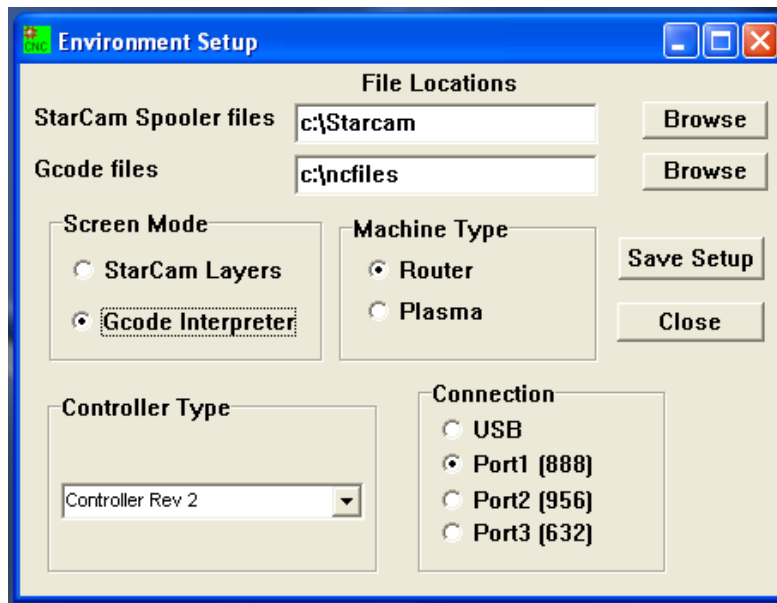 CNC
Environment Setup
File Locations
StarCam Spooler files c:\Starcam Browse
Gcode files c:\ncfiles Browse
Screen Mode
StarCam Layers
Gcode Interpreter
Machine Type
Router
Plasma
Save Setup
Close
Controller Type
Controller Rev 2
Connection
USB
Port1 (888)
Port2 (956)
Port3 (632)